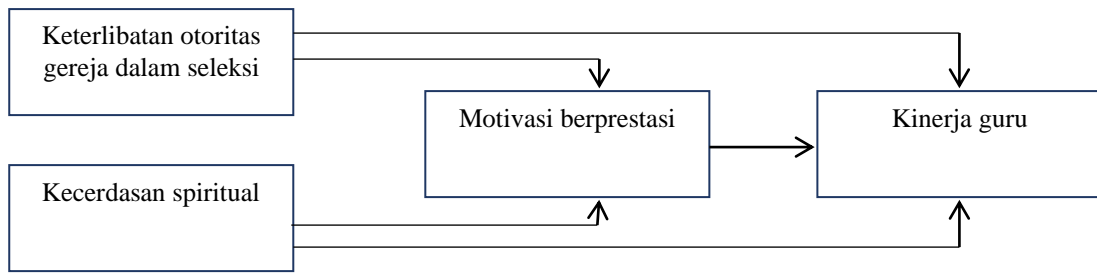 Keterlibatan otoritas
gereja dalam seleksi
Motivasi berprestasi
Kinerja guru
Kecerdasan spiritual